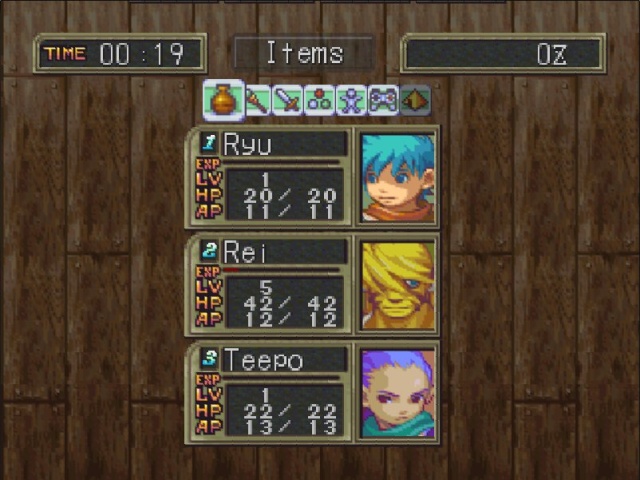 TIME 00:19 Items 0Z
1 Ryu
EXP
LV 1
HP 20/ 20
AP 11/ 11
2 Rei
EXP
LV 5
HP 42/ 42
AP 12/ 12
3 Teepo
EXP
LV 1
HP 22/ 22
AP 13/ 13